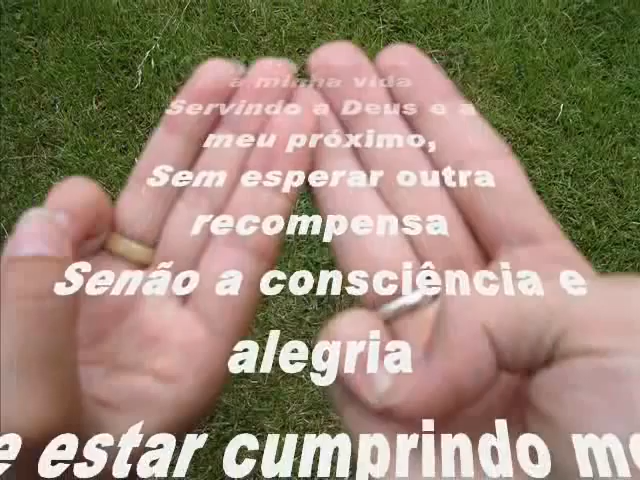 a minha vida
Servindo a Deus e a
meu próximo,
Sem esperar outra
recompensa
Senão a consciência e
alegria
e estar cumprindo